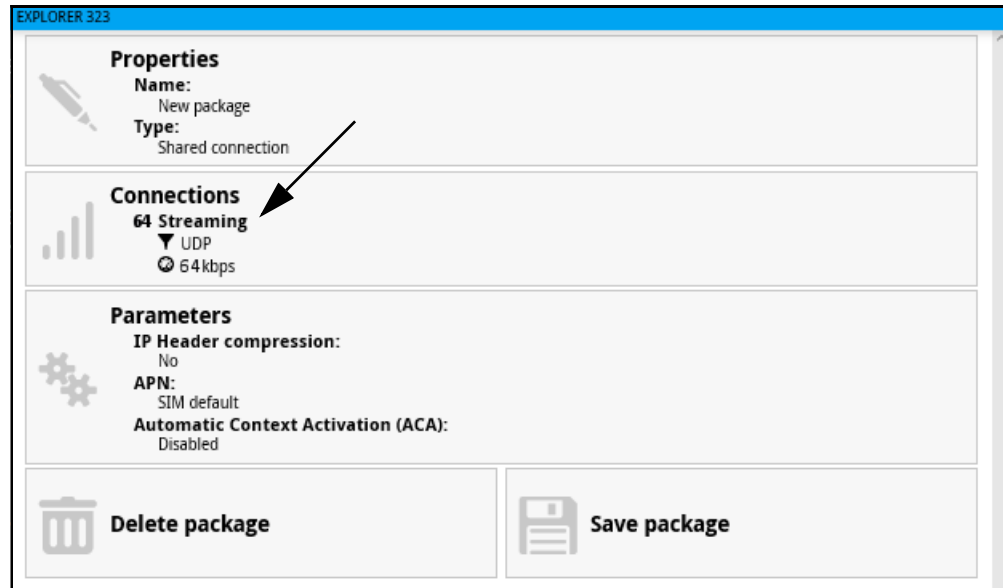 EXPLORER 323
Properties
Name:
New package
Type:
Shared connection
Connections
64 Streaming
UDP
64kbps
Parameters
IP Header compression:
No
APN:
SIM default
Automatic Context Activation (ACA):
Disabled
Delete package
Save package